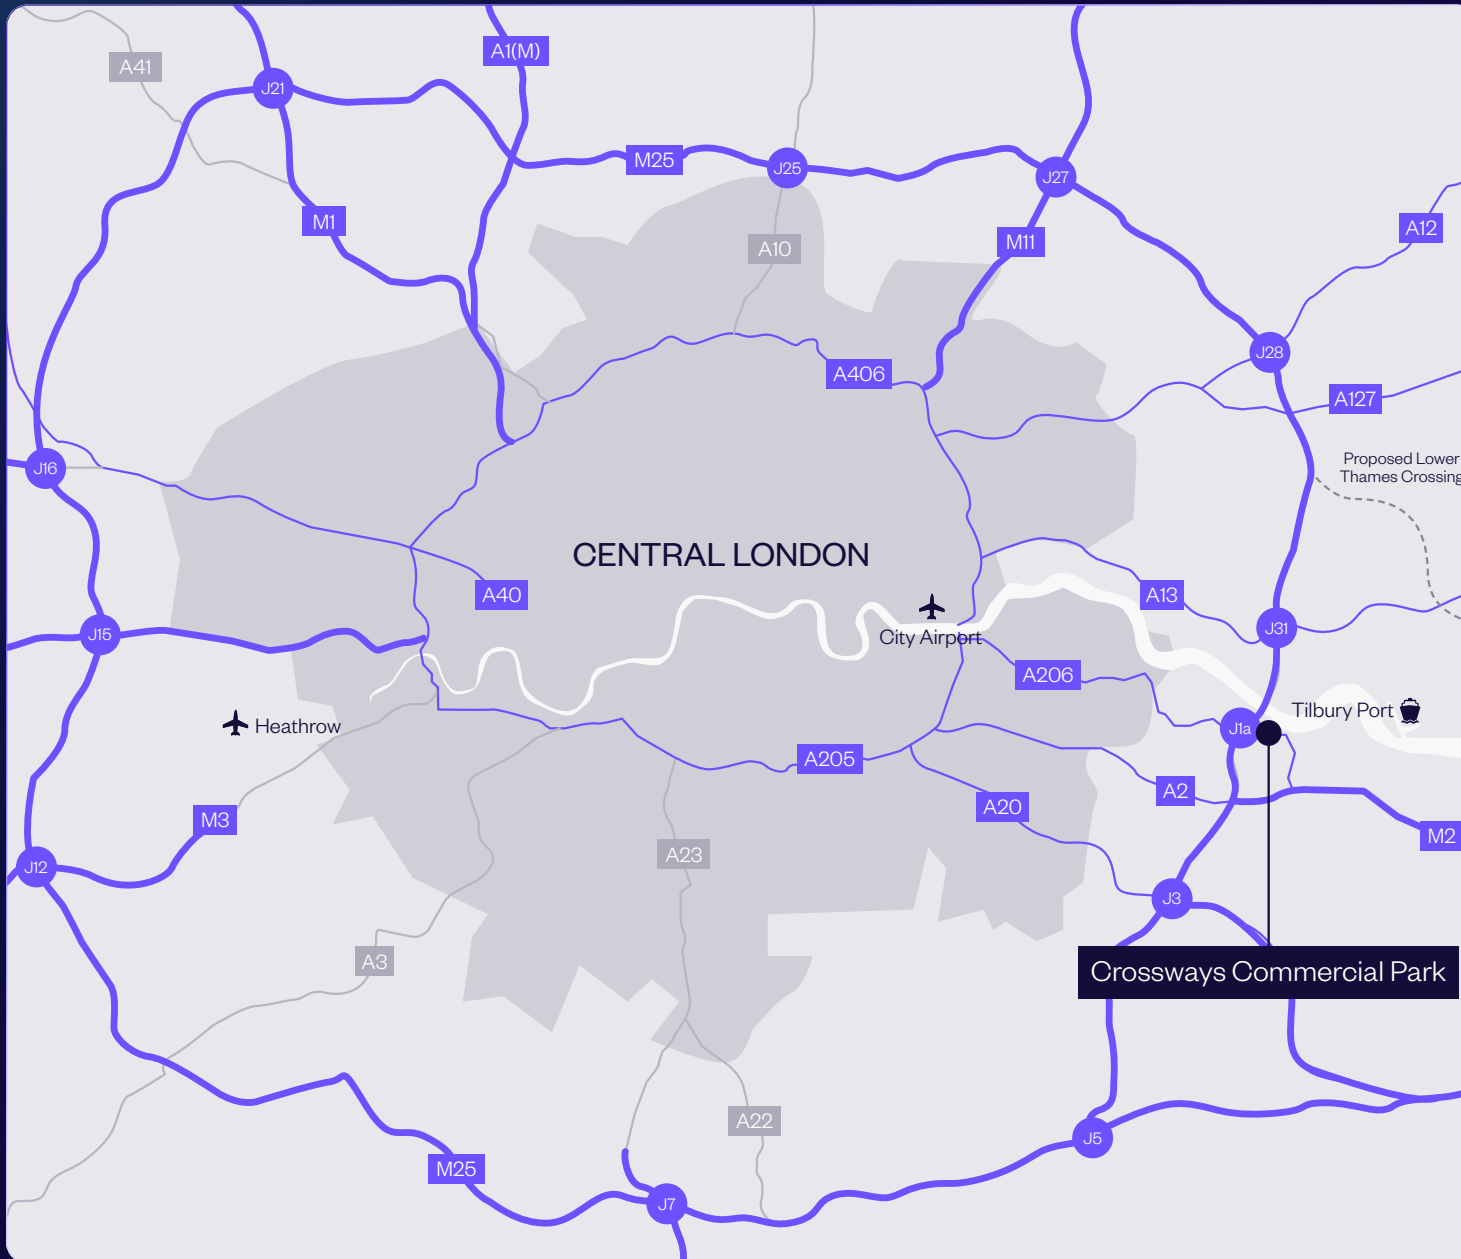 A41
A1(M)
J21
M25
J25
J27
M1
A10
M11
A12
J28
A406
A127
J16
Proposed Lower
Thames Crossing
CENTRAL LONDON
A40
A13
City Airport
J15
J31
A206
Heathrow
Tilbury Port
J1a
A205
A2
A20
M3
M2
A23
J12
J3
A3
Crossways Commercial Park
A22
J5
M25
J7